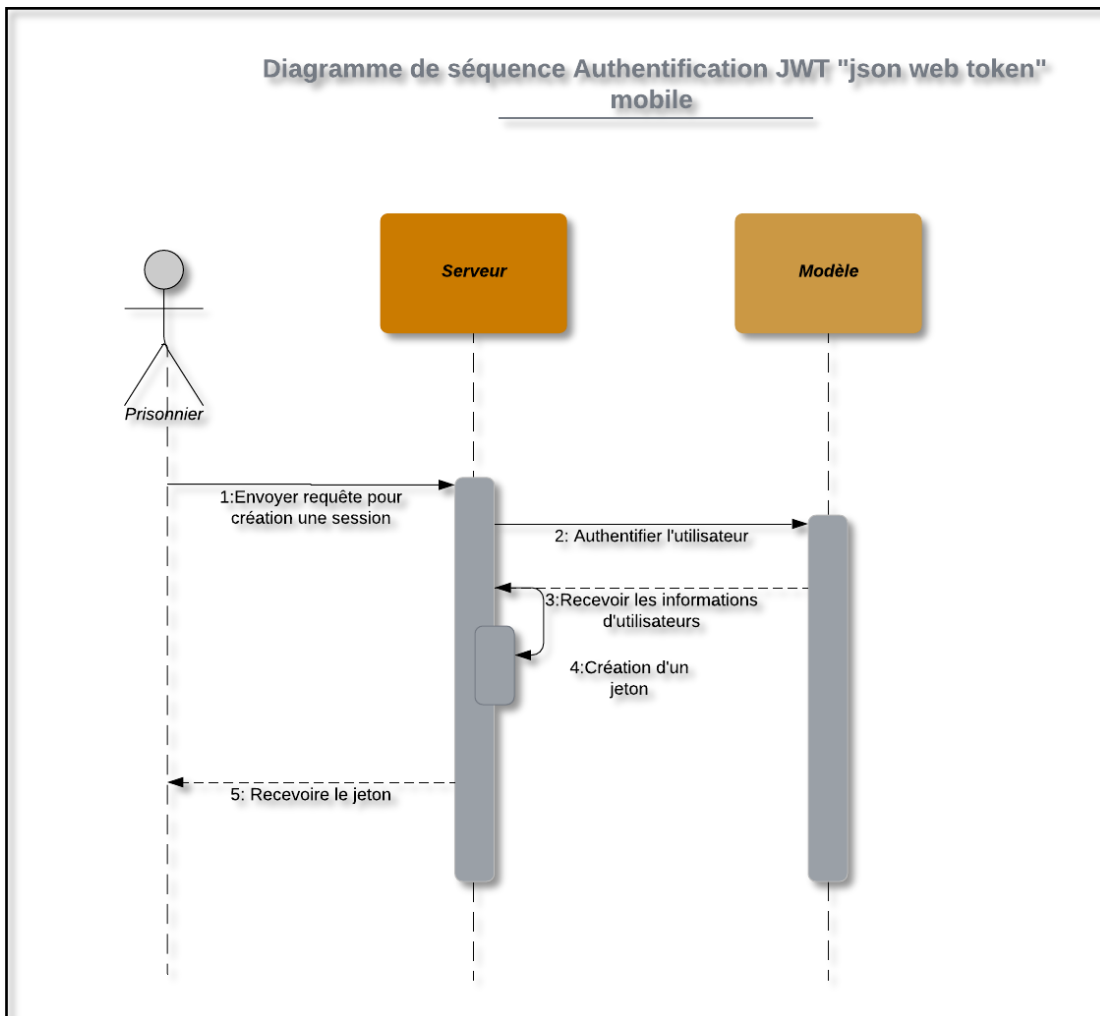 Diagramme de séquence Authentification JWT "json web token"
mobile
Serveur
Modèle
Prisonnier
1:Envoyer requête pour
création une session
2: Authentifier l'utilisateur
3:Recevoir les informations
d'utilisateurs
4:Création d'un
jeton
5: Recevoire le jeton